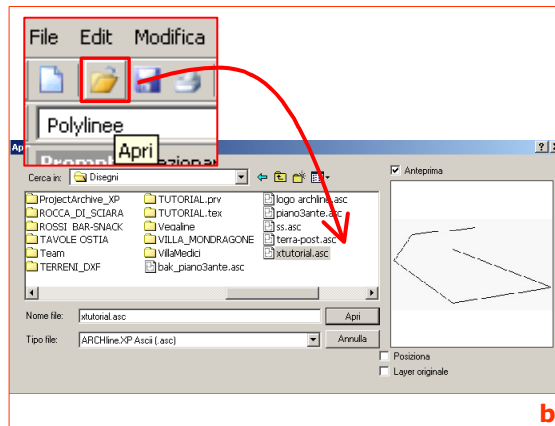 File Edit Modifica
Polylinee
Apri
Cerca in: Disegni
Anteprima
ProjectArchive_XP
ROCCA_DI_SCIARA
ROSSI BAR-SNACK
TAVOLE OSTIA
Team
TERRENI_DXF
TUTORIAL.prv
TUTORIAL.tex
Vegaline
VILLA_MONDRAGONE
VillaMedici
bak_piano3ante.asc
logo archline.asc
piano3ante.asc
ss.asc
terra-post.asc
xtutorial.asc
Nome file: xtutorial.asc Apri
Tipo file: ARCHline.XP Ascii (.asc) Annulla
Posiziona
Layer originale
b